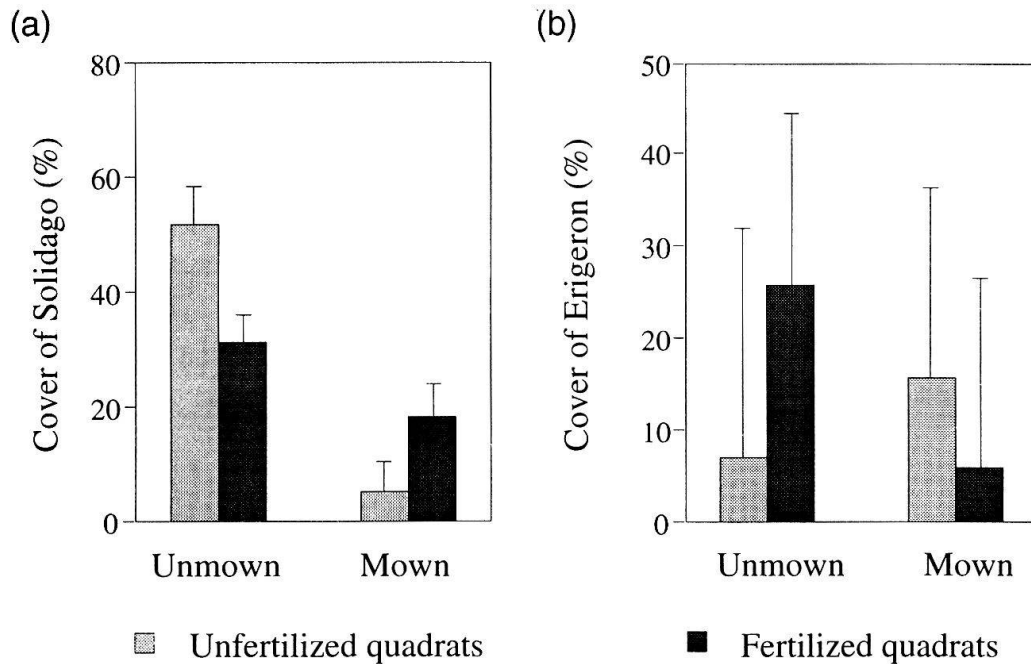 (a)
80
60
40
20
0
Cover of Solidago (%)
Unmown
Mown
(b)
50
40
30
20
10
0
Cover of Erigeron (%)
Unmown
Mown
Unfertilized quadrats
Fertilized quadrats